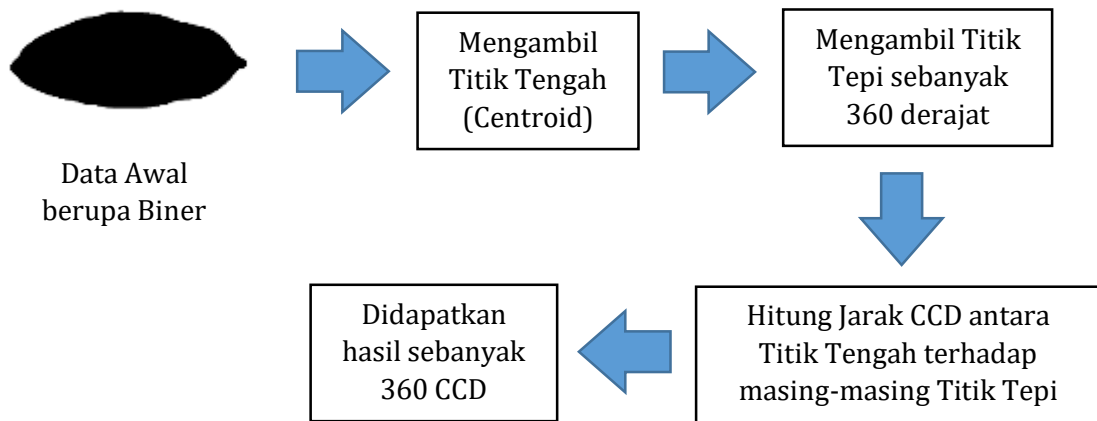 Data Awal
berupa Biner
Mengambil
Titik Tengah
(Centroid)
Mengambil Titik
Tepi sebanyak
360 derajat
Hitung Jarak CCD antara
Titik Tengah terhadap
masing-masing Titik Tepi
Didapatkan
hasil sebanyak
360 CCD